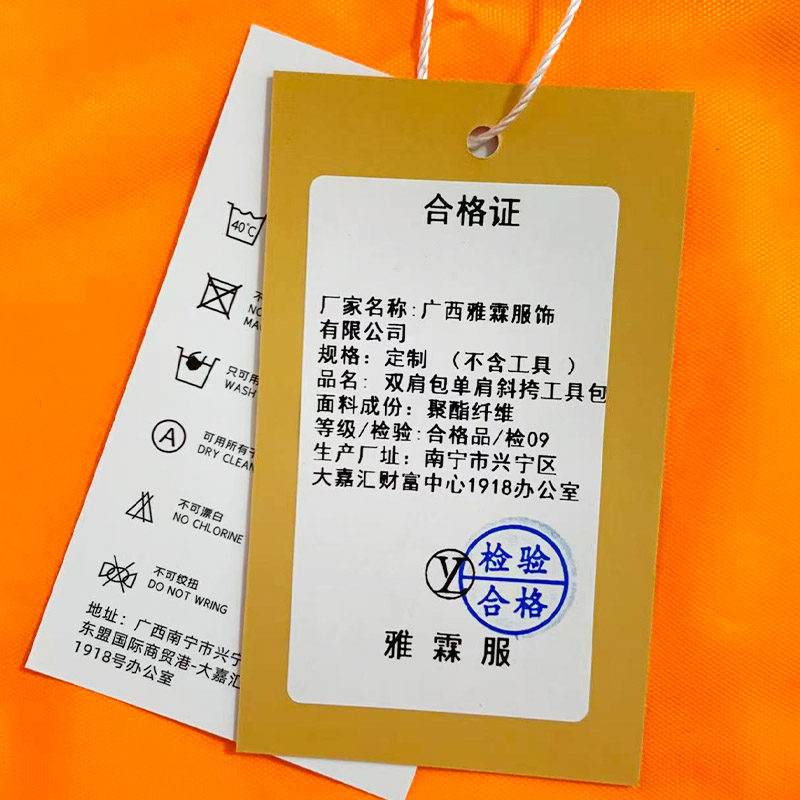 合格证
厂家名称:广西雅霖服饰
有限公司
规格：定制 （不含工具 ）
品名: 双肩包单肩斜挎工具包
面料成份：聚酯纤维
等级/检验:合格品/检09
生产厂址：南宁市兴宁区
大嘉汇财富中心1918办公室
检验
合格
Y
雅 霖 服
40℃
不
NO
MA
只可用
WASH
A
可用所有干
DRY CLEAN
不可漂白
NO CHLORINE
不可绞扭
DO NOT WRING
地址：广西南宁市兴宁
东盟国际商贸港-大嘉汇
1918号办公室